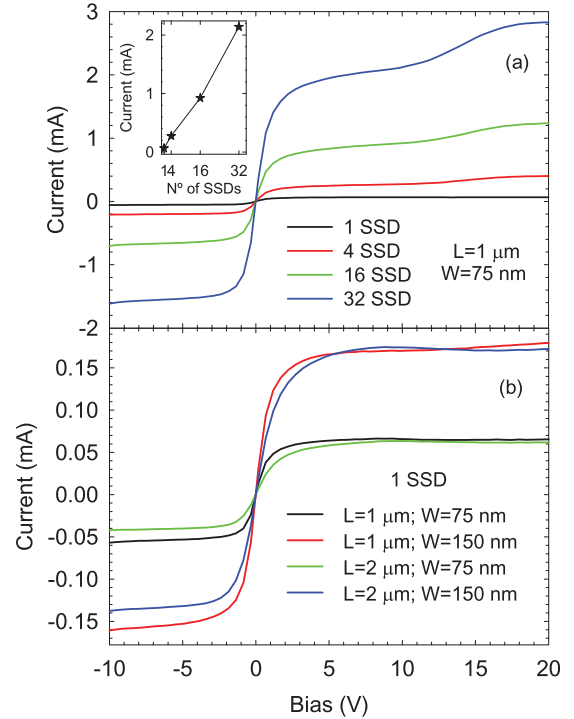 3
2
1
0
-1
-2
Current (mA)
(a)
2
1
0
Current (mA)
14 16 32
Nº of SSDs
1 SSD
4 SSD
16 SSD
32 SSD
L=1 μm
W=75 nm
0.15
0.10
0.05
0.00
-0.05
-0.10
-0.15
Current (mA)
(b)
1 SSD
L=1 μm; W=75 nm
L=1 μm; W=150 nm
L=2 μm; W=75 nm
L=2 μm; W=150 nm
-10 -5 0 5 10 15 20
Bias (V)